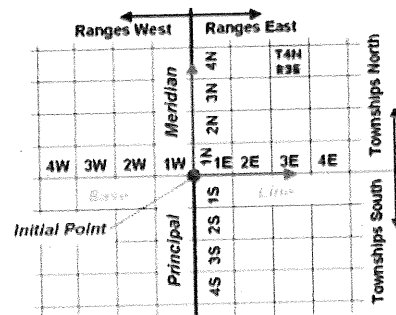 Ranges West Ranges East
Meridian
4N
3N
2N
1N
T4N
R3E
Townships North
4W 3W 2W 1W 1E 2E 3E 4E
Base Line
Initial Point
Principal
1S
2S
3S
4S
Townships South